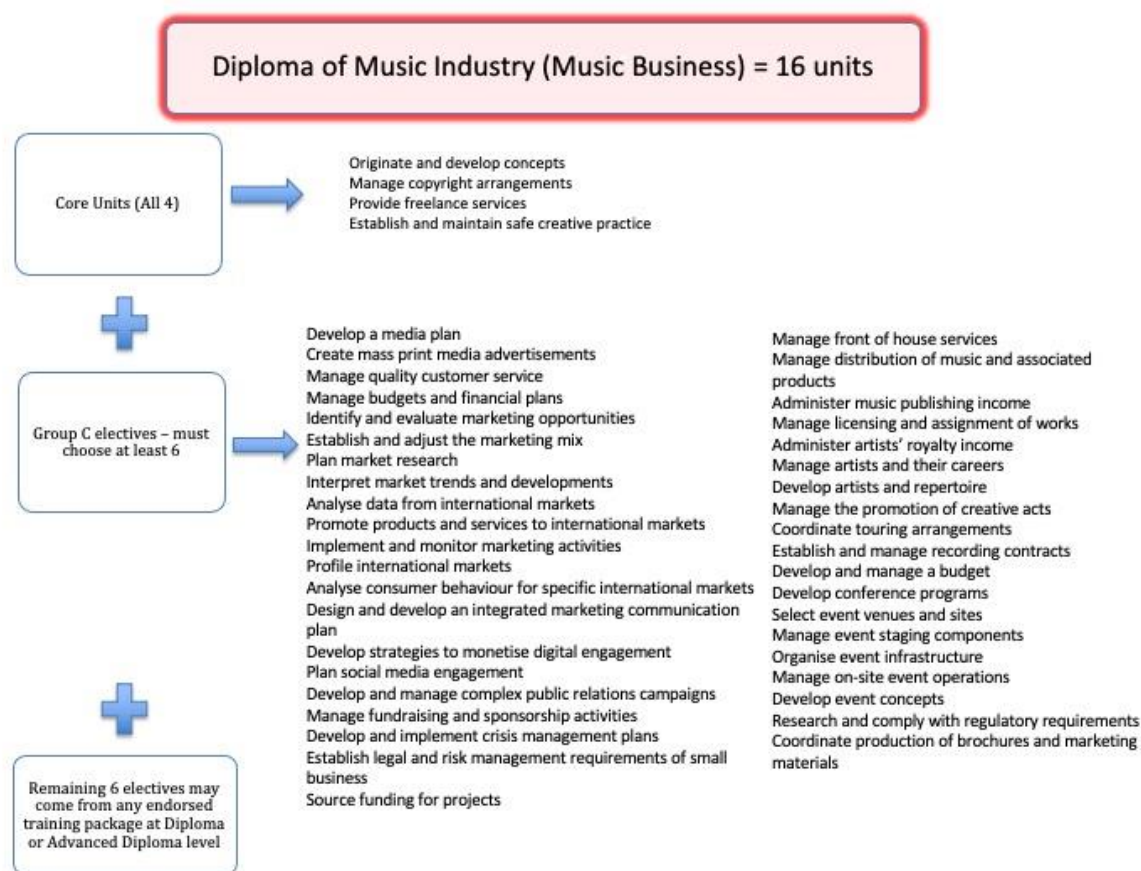 Diploma of Music Industry (Music Business) = 16 units
Core Units (All 4)
Originate and develop concepts
Manage copyright arrangements
Provide freelance services
Establish and maintain safe creative practice
Group C electives – must
choose at least 6
Develop a media plan
Create mass print media advertisements
Manage quality customer service
Manage budgets and financial plans
Identify and evaluate marketing opportunities
Establish and adjust the marketing mix
Plan market research
Interpret market trends and developments
Analyse data from international markets
Promote products and services to international markets
Implement and monitor marketing activities
Profile international markets
Analyse consumer behaviour for specific international markets
Design and develop an integrated marketing communication
plan
Develop strategies to monetise digital engagement
Plan social media engagement
Develop and manage complex public relations campaigns
Manage fundraising and sponsorship activities
Develop and implement crisis management plans
Establish legal and risk management requirements of small
business
Source funding for projects
Manage front of house services
Manage distribution of music and associated
products
Administer music publishing income
Manage licensing and assignment of works
Administer artists' royalty income
Manage artists and their careers
Develop artists and repertoire
Manage the promotion of creative acts
Coordinate touring arrangements
Establish and manage recording contracts
Develop and manage a budget
Develop conference programs
Select event venues and sites
Manage event staging components
Organise event infrastructure
Manage on-site event operations
Develop event concepts
Research and comply with regulatory requirements
Coordinate production of brochures and marketing
materials
Remaining 6 electives may
come from any endorsed
training package at Diploma
or Advanced Diploma level